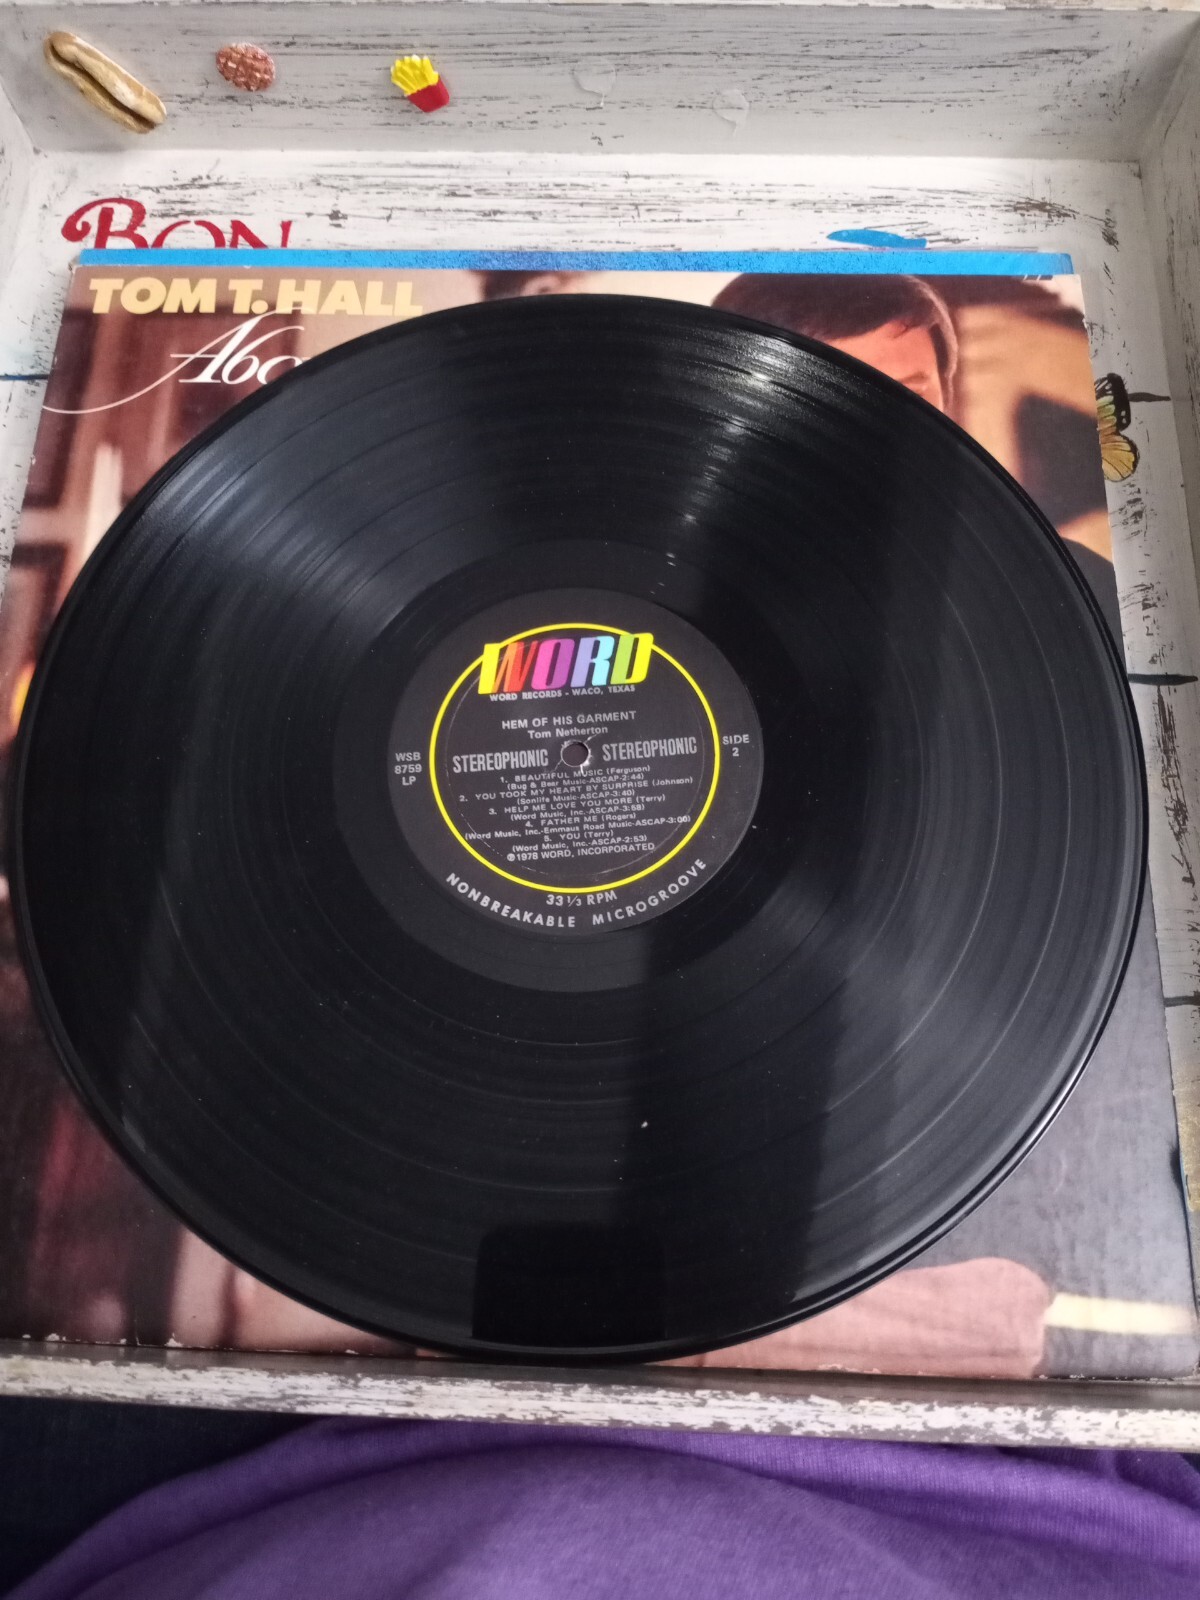 BON
TOM T. HALL
Abo
WORD
WORD RECORDS - WACO, TEXAS
HEM OF HIS GARMENT
Tom Netherton
STEREOPHONIC STEREOPHONIC
WSB
8759
LP
SIDE
2
1. BEAUTIFUL MUSIC (Ferguson)
(Bug & Bear Music-ASCAP-2:44)
2. YOU TOOK MY HEART BY SURPRISE (Johnson)
(Sonlife Music-ASCAP-3:40)
3. HELP ME LOVE YOU MORE (Terry)
(Word Music, Inc.-ASCAP-3:58)
4. FATHER ME (Rogers)
(Word Music, Inc.-Emmaus Road Music-ASCAP-3:06)
5. YOU (Terry)
(Word Music, Inc.-ASCAP-2:53)
℗1978 WORD, INCORPORATED
33 1/3 RPM
NONBREAKABLE MICROGROOVE